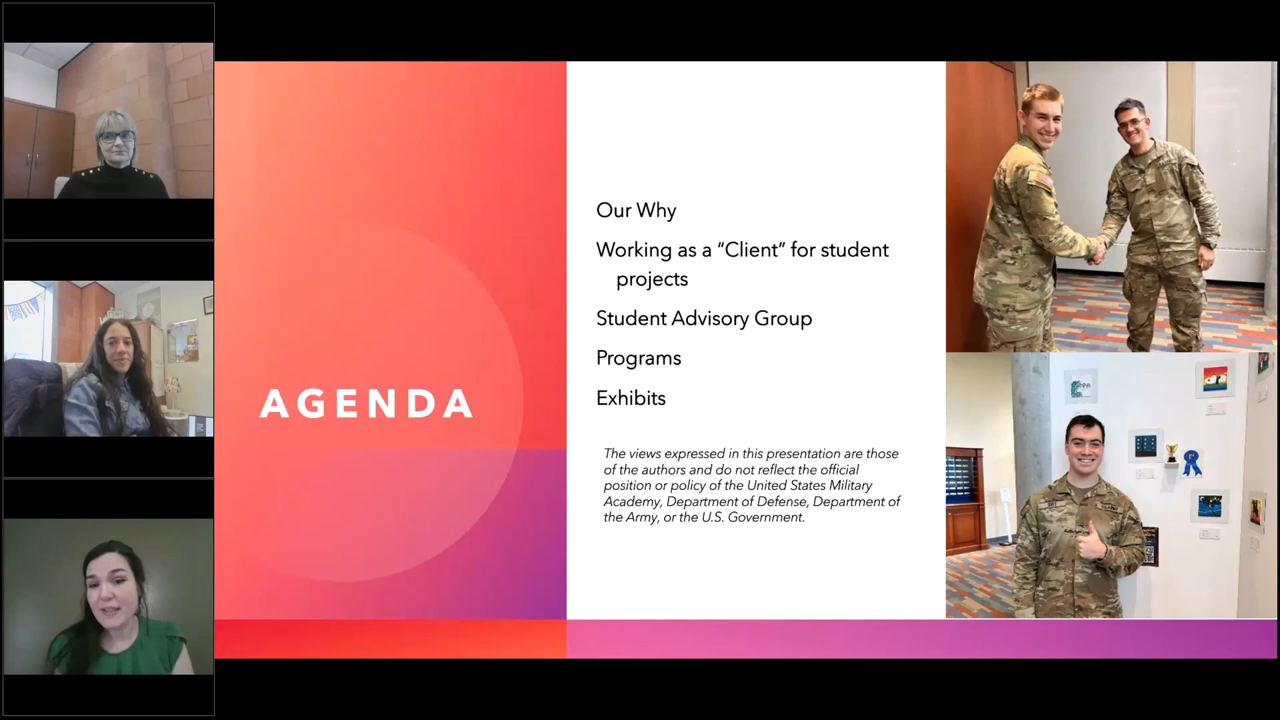 AGENDA
Our Why
Working as a “Client” for student
projects
Student Advisory Group
Programs
Exhibits
The views expressed in this presentation are those
of the authors and do not reflect the official
position or policy of the United States Military
Academy, Department of Defense, Department of
the Army, or the U.S. Government.